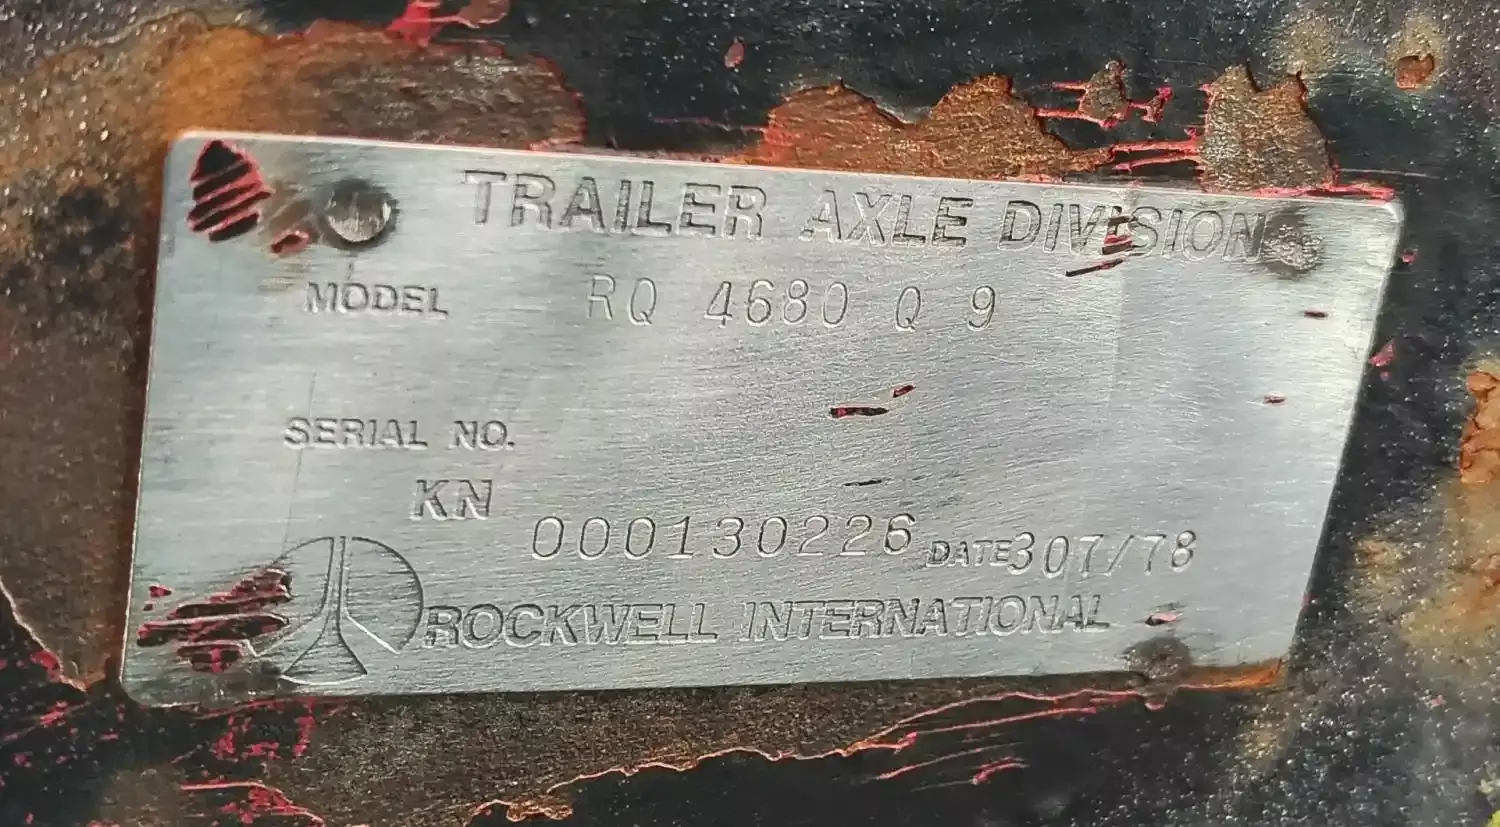 TRAILER AXLE DIVISION
MODEL RQ 4680 Q 9
SERIAL NO.
KN 000130226 DATE 307/78
ROCKWELL INTERNATIONAL